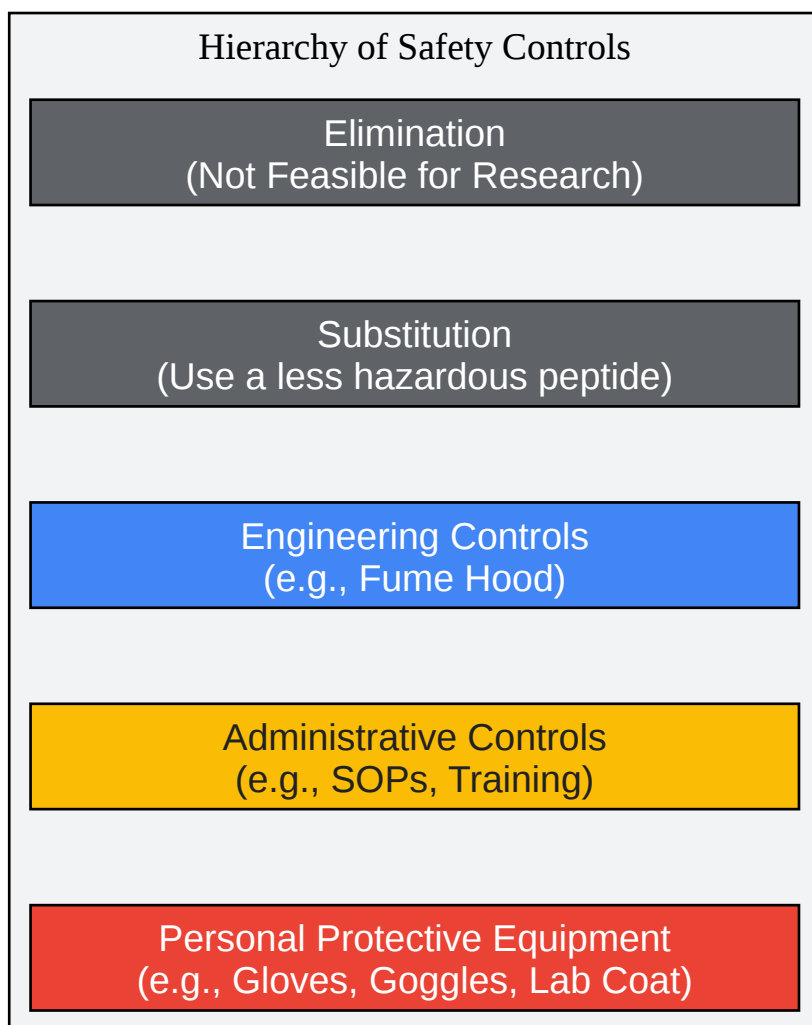 Hierarchy of Safety Controls
Elimination
(Not Feasible for Research)
Substitution
(Use a less hazardous peptide)
Engineering Controls
(e.g., Fume Hood)
Administrative Controls
(e.g., SOPs, Training)
Personal Protective Equipment
(e.g., Gloves, Goggles, Lab Coat)